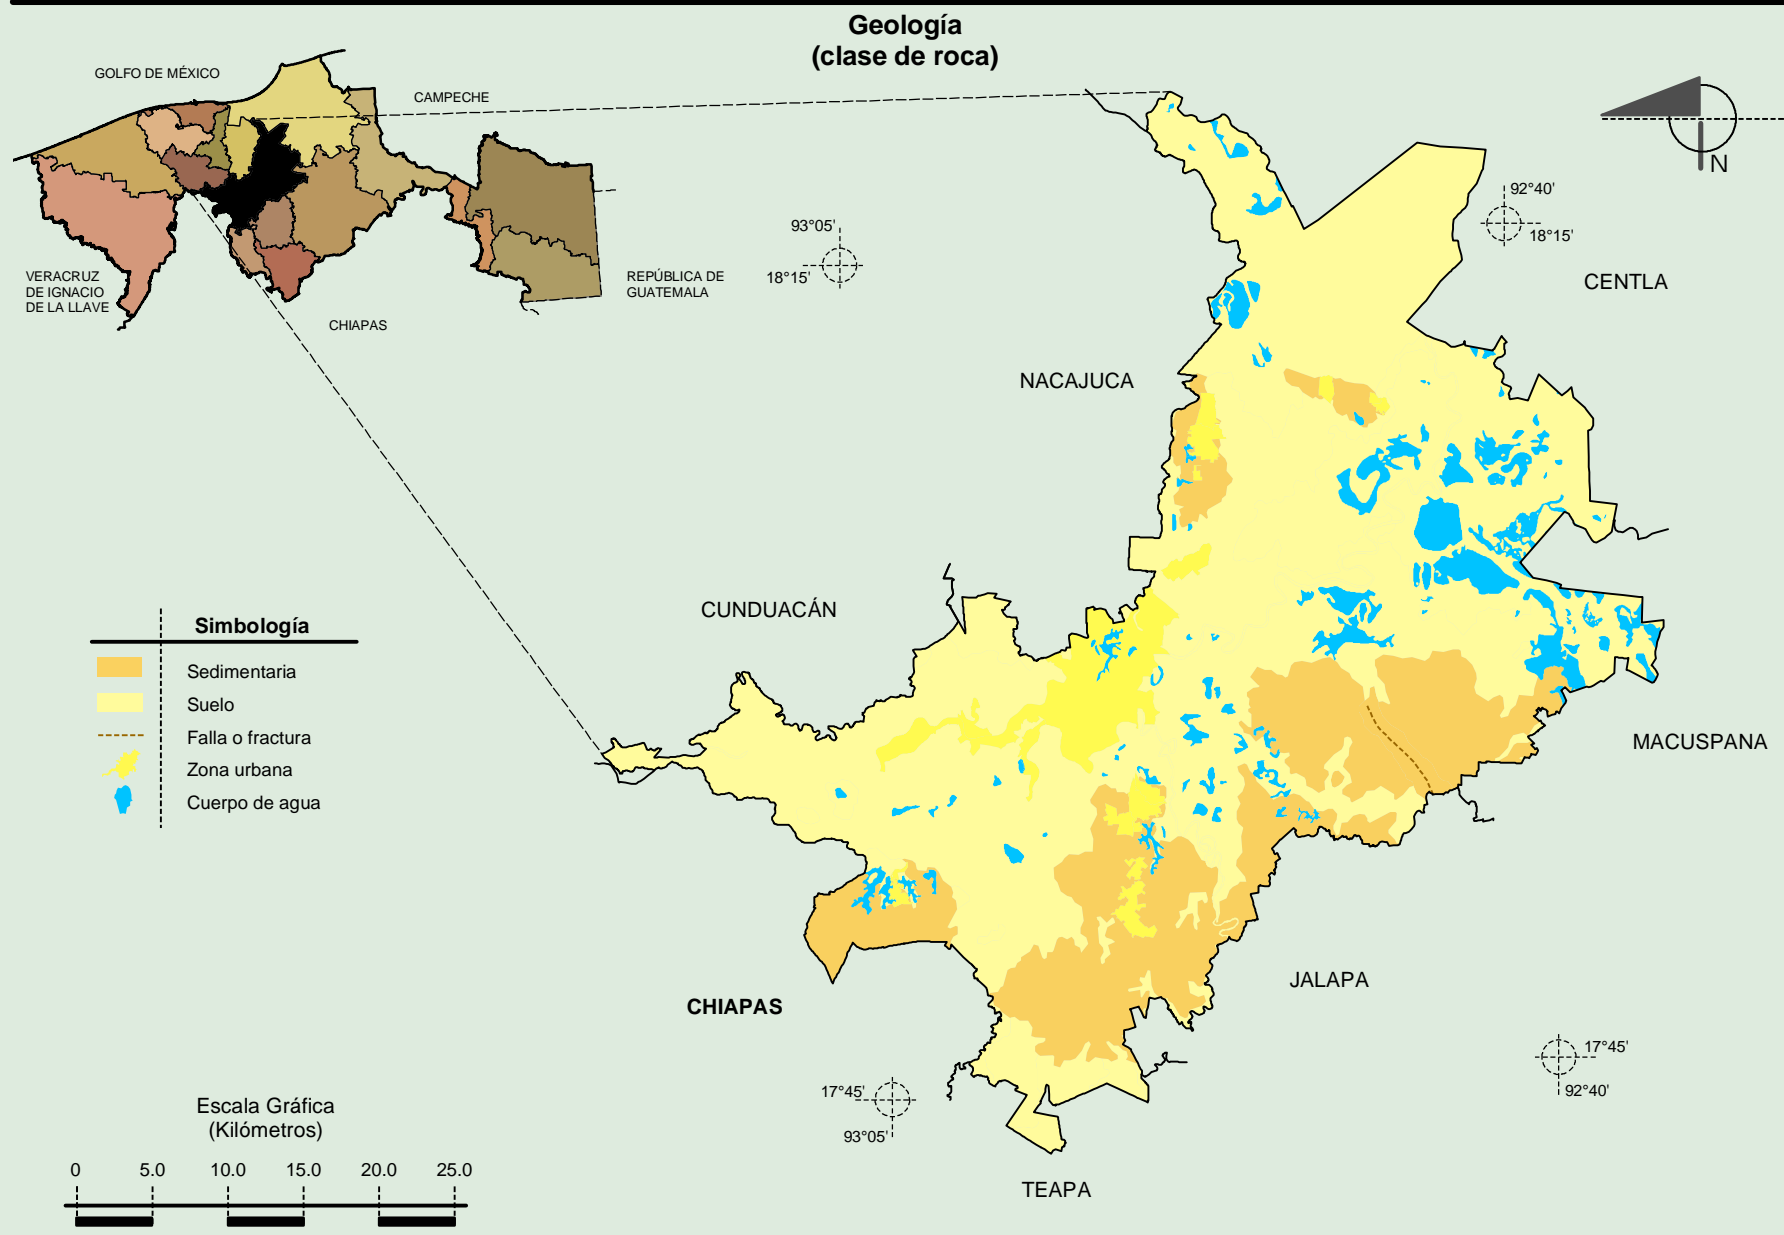 Geología
(clase de roca)
GOLFO DE MÉXICO
CAMPECHE
VERACRUZ
DE IGNACIO
DE LA LLAVE
CHIAPAS
REPÚBLICA DE
GUATEMALA
N
93°05'
18°15'
92°40'
18°15'
CENTLA
NACAJUCA
CUNDUACÁN
MACUSPANA
JALAPA
CHIAPAS
TEAPA
17°45'
93°05'
17°45'
92°40'
Simbología
Sedimentaria
Suelo
Falla o fractura
Zona urbana
Cuerpo de agua
Escala Gráfica
(Kilómetros)
0 5.0 10.0 15.0 20.0 25.0